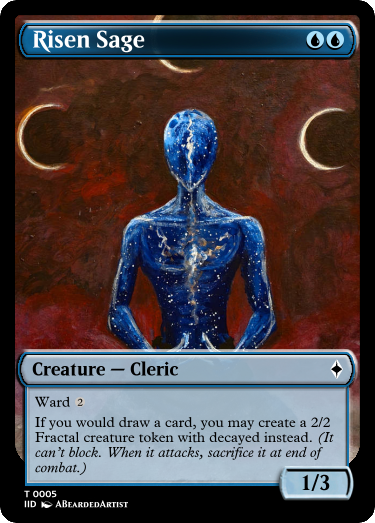 Risen Sage
Creature — Cleric
Ward 2
If you would draw a card, you may create a 2/2
Fractal creature token with decayed instead. (It
can't block. When it attacks, sacrifice it at end of
combat.)
1/3
T 0005
IID ABeardedArtist